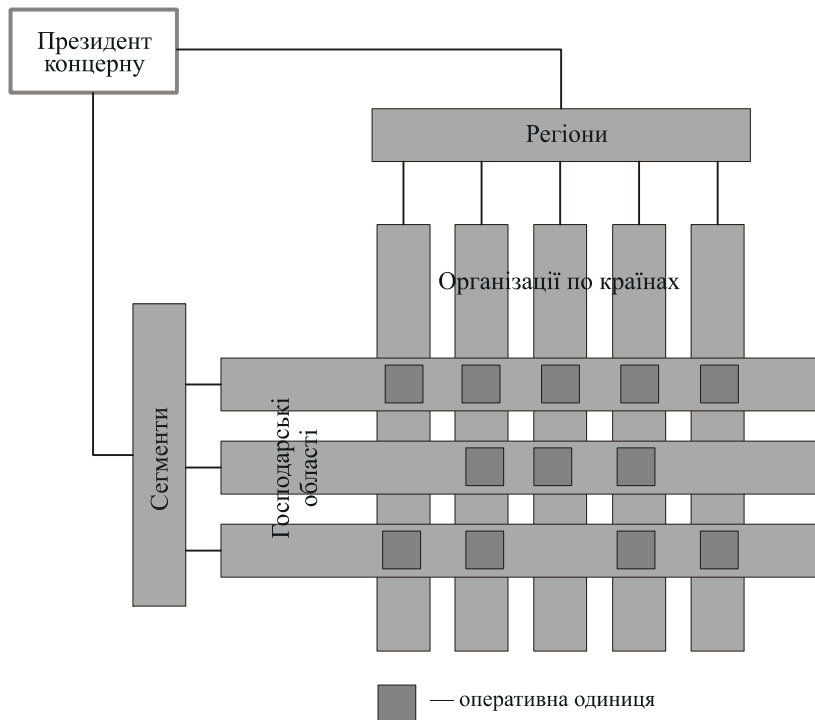 Президент
концерну
Регіони
Організації по країнах
Сегменти
Господарські
області
— оперативна одиниця